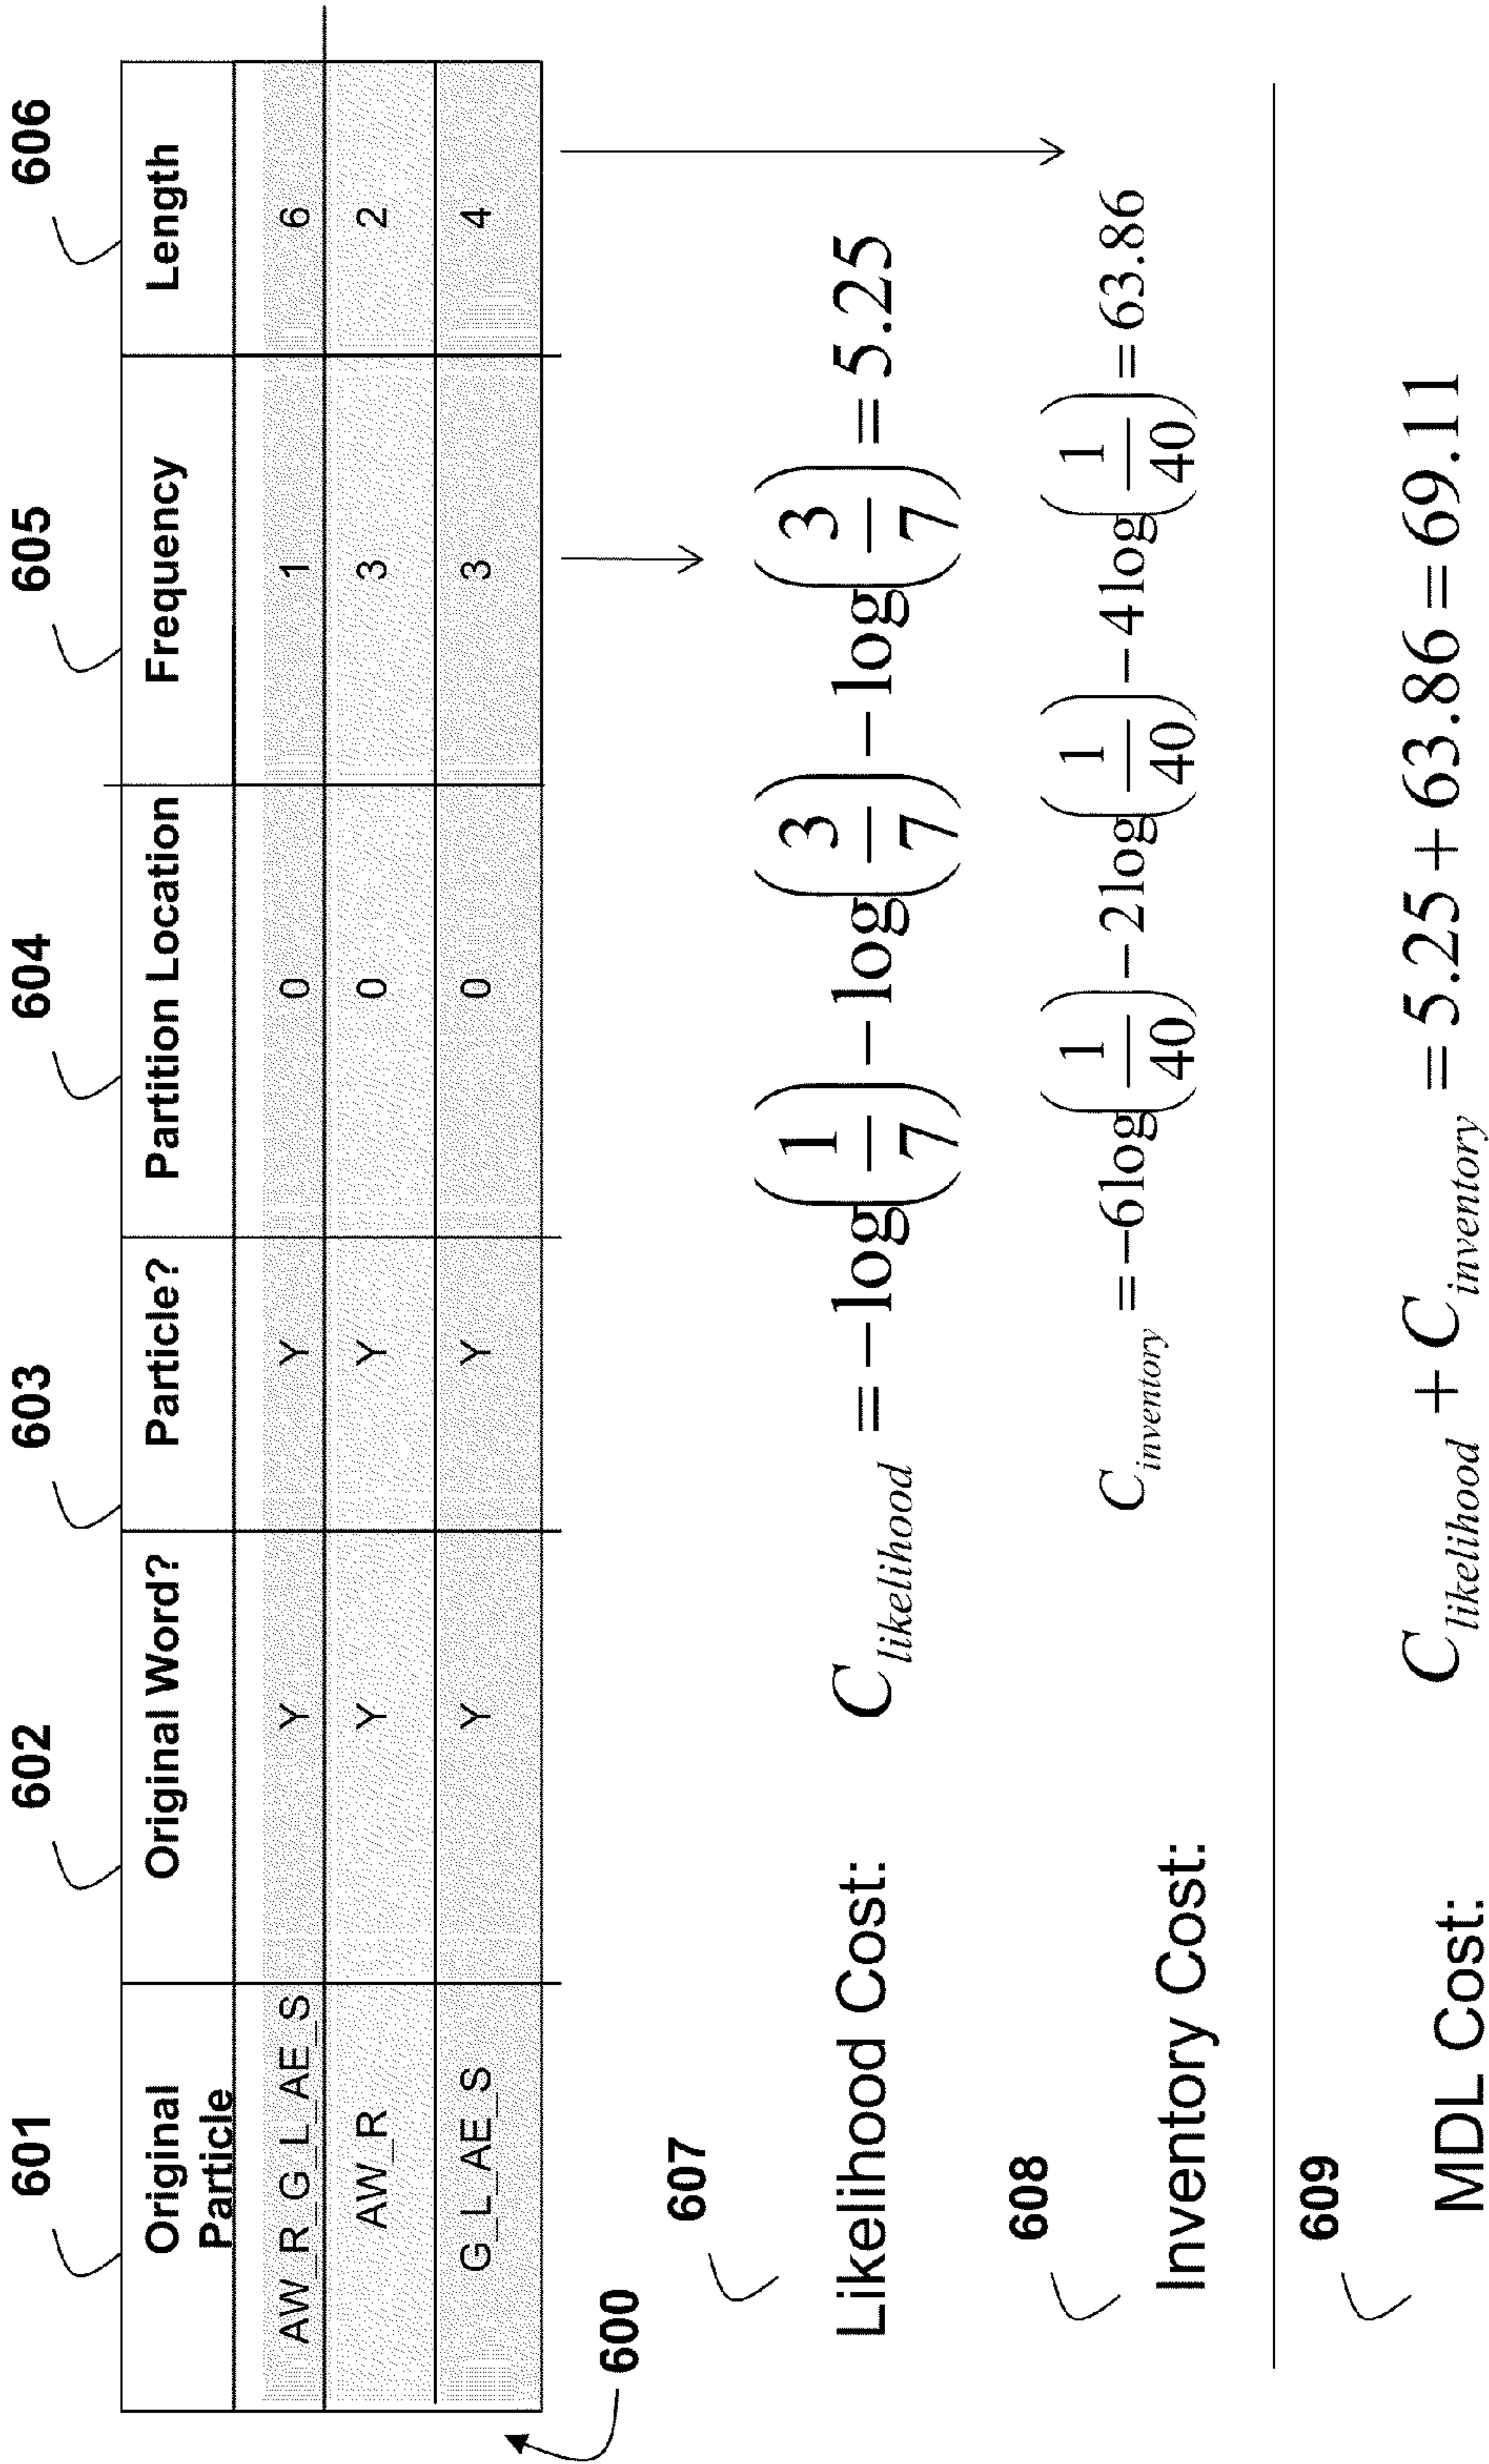 601 602 603 604 605 606
Original Particle Original Word? Particle? Partition Location Frequency Length
AW_R_G_L_AE_S Y Y 0 1 6
AW_R Y Y 0 3 2
G_L_AE_S Y Y 0 3 4
600
607
Likelihood Cost: C_likelihood = −log(1/7) − log(3/7) − log(3/7) = 5.25
608
Inventory Cost: C_inventory = −6log(1/40) − 2log(1/40) − 4log(1/40) = 63.86
609
MDL Cost: C_likelihood + C_inventory = 5.25 + 63.86 = 69.11